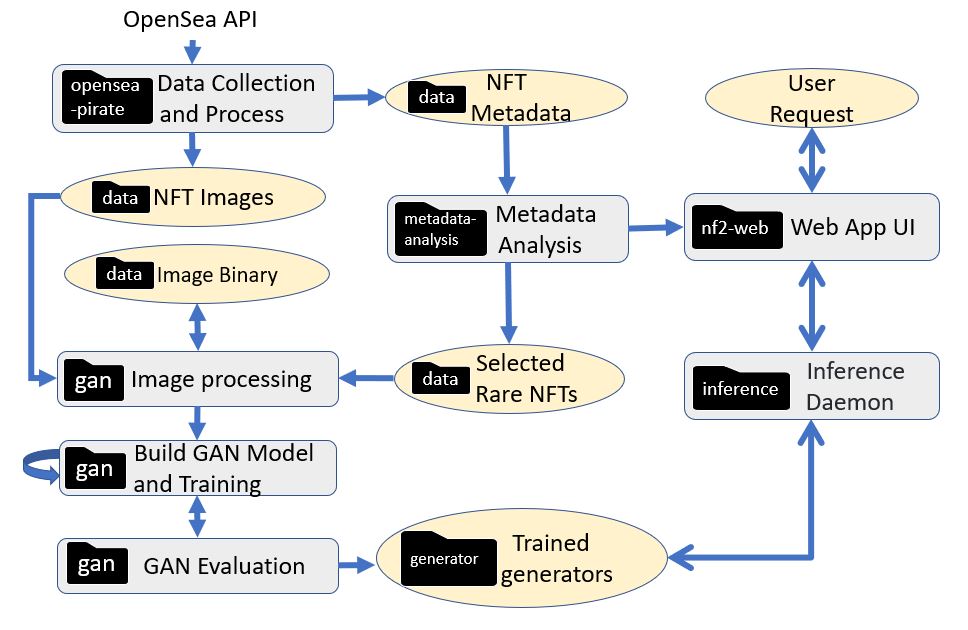 OpenSea API
opensea
-pirate
Data Collection
and Process
data
NFT
Metadata
User
Request
data
NFT Images
metadata-
analysis
Metadata
Analysis
nf2-web
Web App UI
data
Image Binary
gan
Image processing
data
Selected
Rare NFTs
inference
Inference
Daemon
gan
Build GAN Model
and Training
gan
GAN Evaluation
generator
Trained
generators